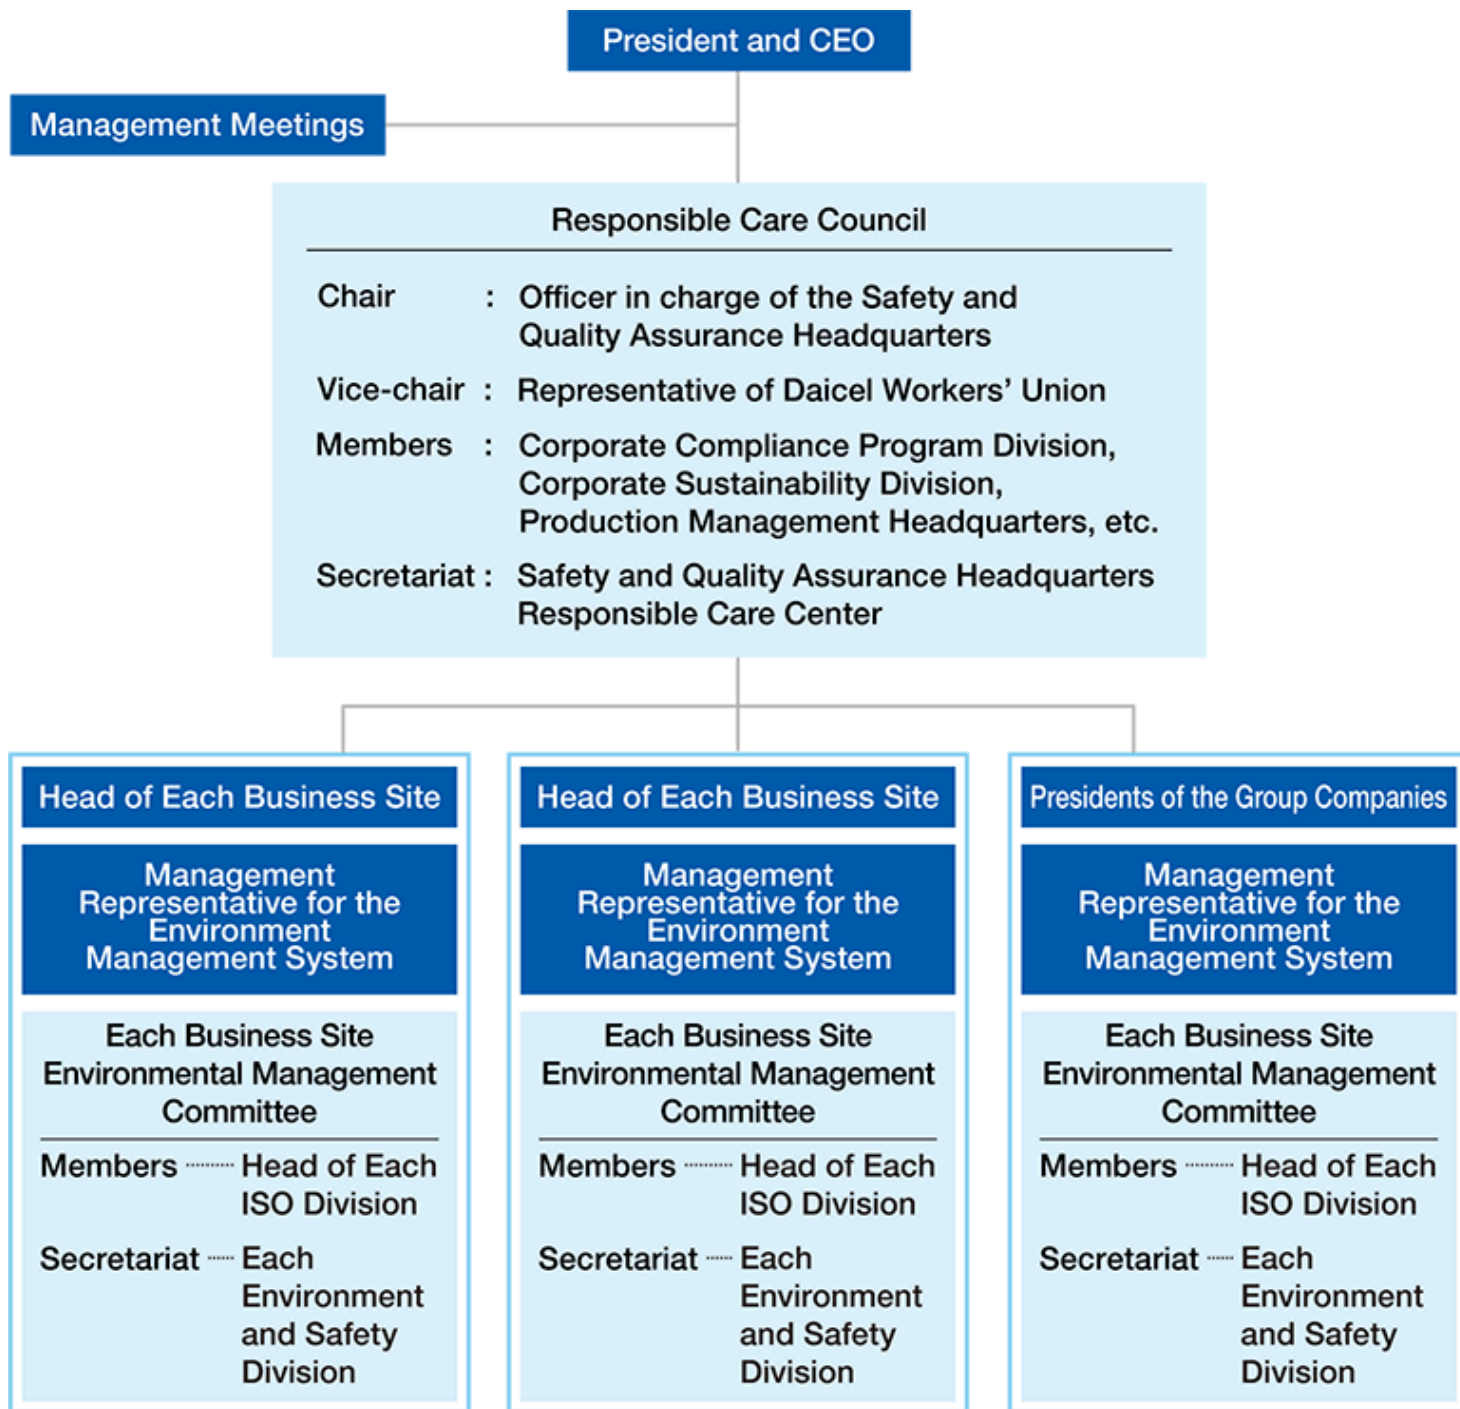 President and CEO
Management Meetings
Responsible Care Council
Chair : Officer in charge of the Safety and
Quality Assurance Headquarters
Vice-chair : Representative of Daicel Workers’ Union
Members : Corporate Compliance Program Division,
Corporate Sustainability Division,
Production Management Headquarters, etc.
Secretariat : Safety and Quality Assurance Headquarters
Responsible Care Center
Head of Each Business Site
Management
Representative for the
Environment
Management System
Each Business Site
Environmental Management
Committee
Members ·········· Head of Each
ISO Division
Secretariat ······ Each
Environment
and Safety
Division
Head of Each Business Site
Management
Representative for the
Environment
Management System
Each Business Site
Environmental Management
Committee
Members ·········· Head of Each
ISO Division
Secretariat ······ Each
Environment
and Safety
Division
Presidents of the Group Companies
Management
Representative for the
Environment
Management System
Each Business Site
Environmental Management
Committee
Members ·········· Head of Each
ISO Division
Secretariat ······ Each
Environment
and Safety
Division